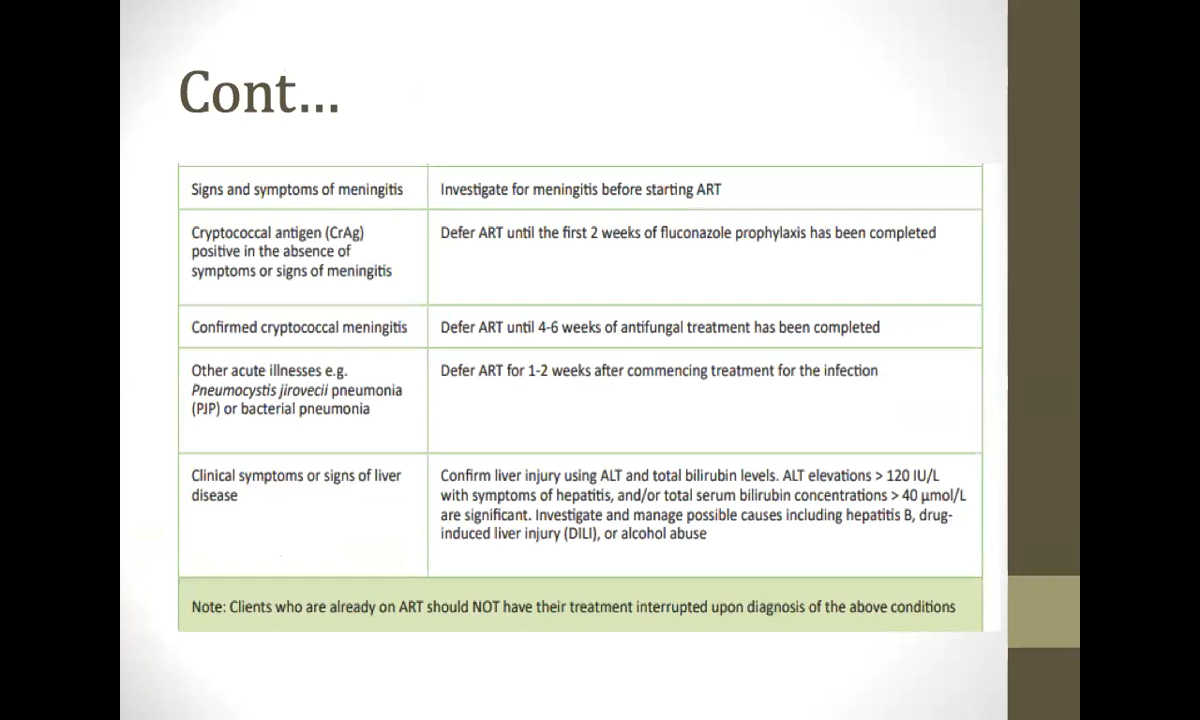 Cont...
Signs and symptoms of meningitis
Investigate for meningitis before starting ART
Cryptococcal antigen (CrAg)
positive in the absence of
symptoms or signs of meningitis
Defer ART until the first 2 weeks of fluconazole prophylaxis has been completed
Confirmed cryptococcal meningitis
Defer ART until 4-6 weeks of antifungal treatment has been completed
Other acute illnesses e.g.
Pneumocystis jirovecii pneumonia
(PJP) or bacterial pneumonia
Defer ART for 1-2 weeks after commencing treatment for the infection
Clinical symptoms or signs of liver
disease
Confirm liver injury using ALT and total bilirubin levels. ALT elevations > 120 IU/L
with symptoms of hepatitis, and/or total serum bilirubin concentrations > 40 µmol/L
are significant. Investigate and manage possible causes including hepatitis B, drug-
induced liver injury (DILI), or alcohol abuse
Note: Clients who are already on ART should NOT have their treatment interrupted upon diagnosis of the above conditions